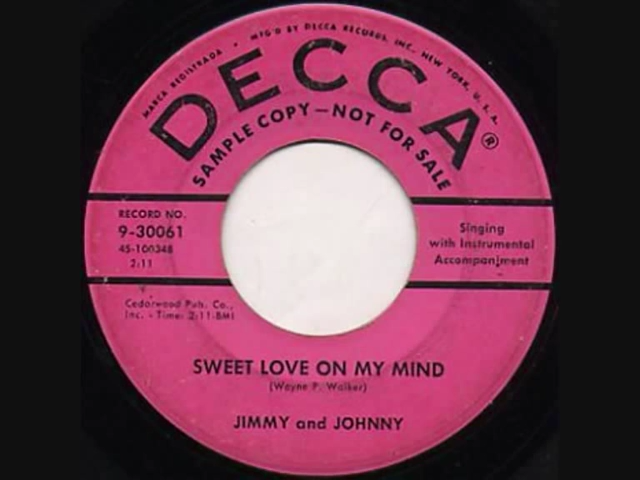 MARCA REGISTRADA • MFG'D BY DECCA RECORDS, INC., NEW YORK, U.S.A.
DECCA®
SAMPLE COPY—NOT FOR SALE
RECORD NO.
9-30061
45-100348
2:11
Singing
with Instrumental
Accompaniment
Cedarwood Pub. Co.,
Inc. - Time: 2:11-BMI
SWEET LOVE ON MY MIND
(Wayne P. Walker)
JIMMY and JOHNNY